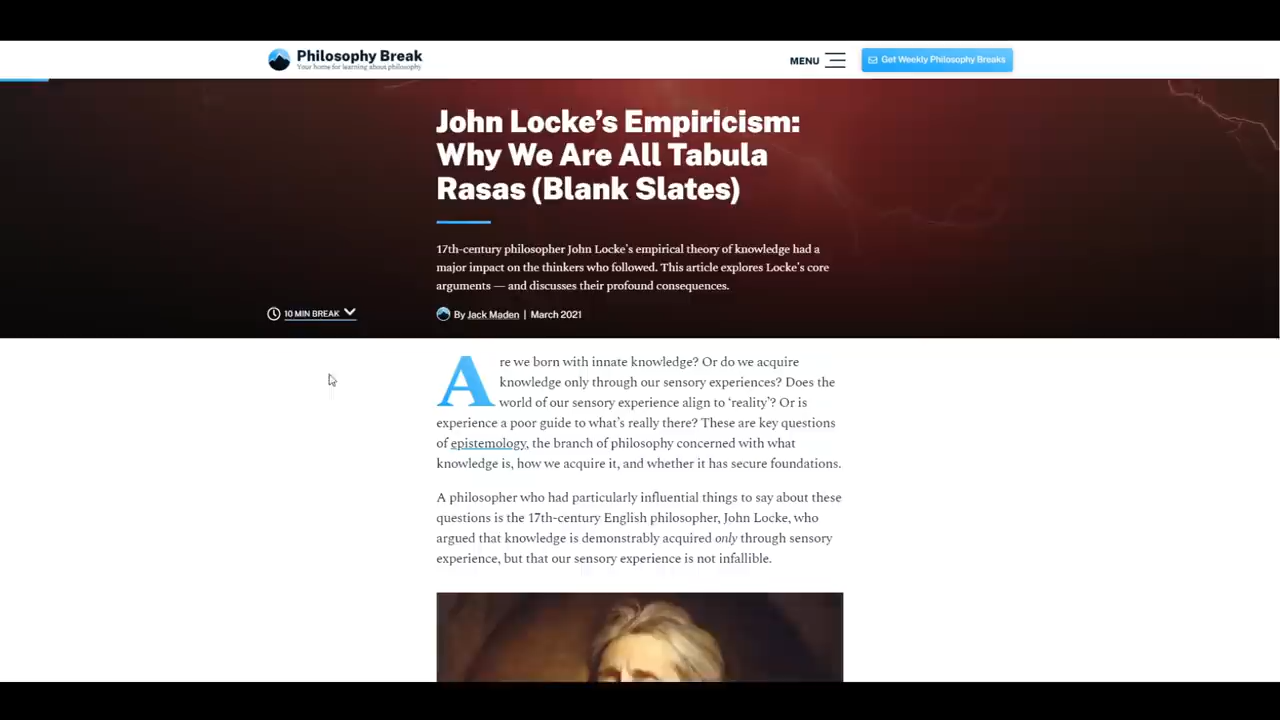 Philosophy Break
Your home for learning about philosophy
MENU
Get Weekly Philosophy Breaks
John Locke's Empiricism:
Why We Are All Tabula
Rasas (Blank Slates)
17th-century philosopher John Locke's empirical theory of knowledge had a
major impact on the thinkers who followed. This article explores Locke's core
arguments — and discusses their profound consequences.
10 MIN BREAK
By Jack Maden | March 2021
Are we born with innate knowledge? Or do we acquire
knowledge only through our sensory experiences? Does the
world of our sensory experience align to ‘reality’? Or is
experience a poor guide to what’s really there? These are key questions
of epistemology, the branch of philosophy concerned with what
knowledge is, how we acquire it, and whether it has secure foundations.
A philosopher who had particularly influential things to say about these
questions is the 17th-century English philosopher, John Locke, who
argued that knowledge is demonstrably acquired only through sensory
experience, but that our sensory experience is not infallible.